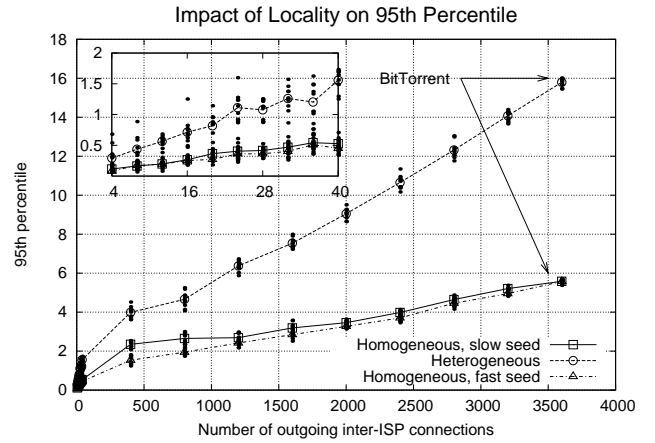 Impact of Locality on 95th Percentile
18
16
14
12
10
8
6
4
2
0
95th percentile
2
1.5
1
0.5
4 16 28 40
BitTorrent
Homogeneous, slow seed
Heterogeneous
Homogeneous, fast seed
0 500 1000 1500 2000 2500 3000 3500 4000
Number of outgoing inter-ISP connections